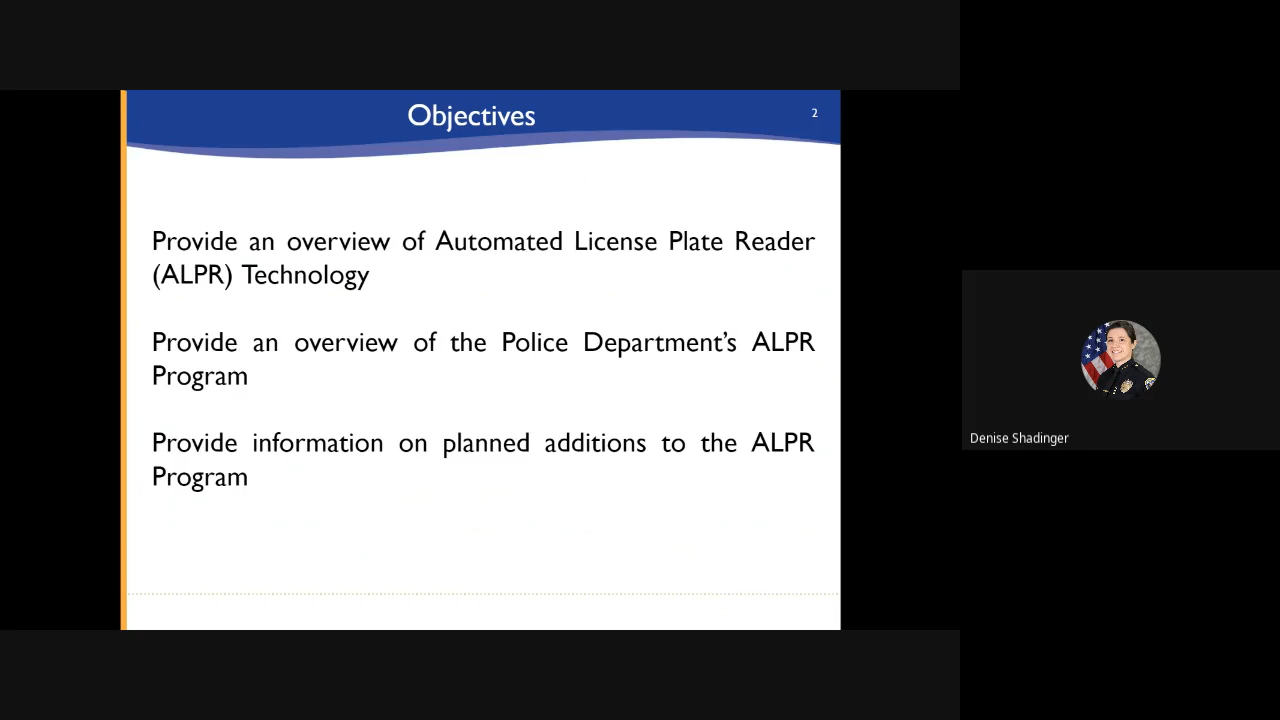 Objectives
2
Provide an overview of Automated License Plate Reader
(ALPR) Technology
Provide an overview of the Police Department’s ALPR
Program
Provide information on planned additions to the ALPR
Program
Denise Shadinger